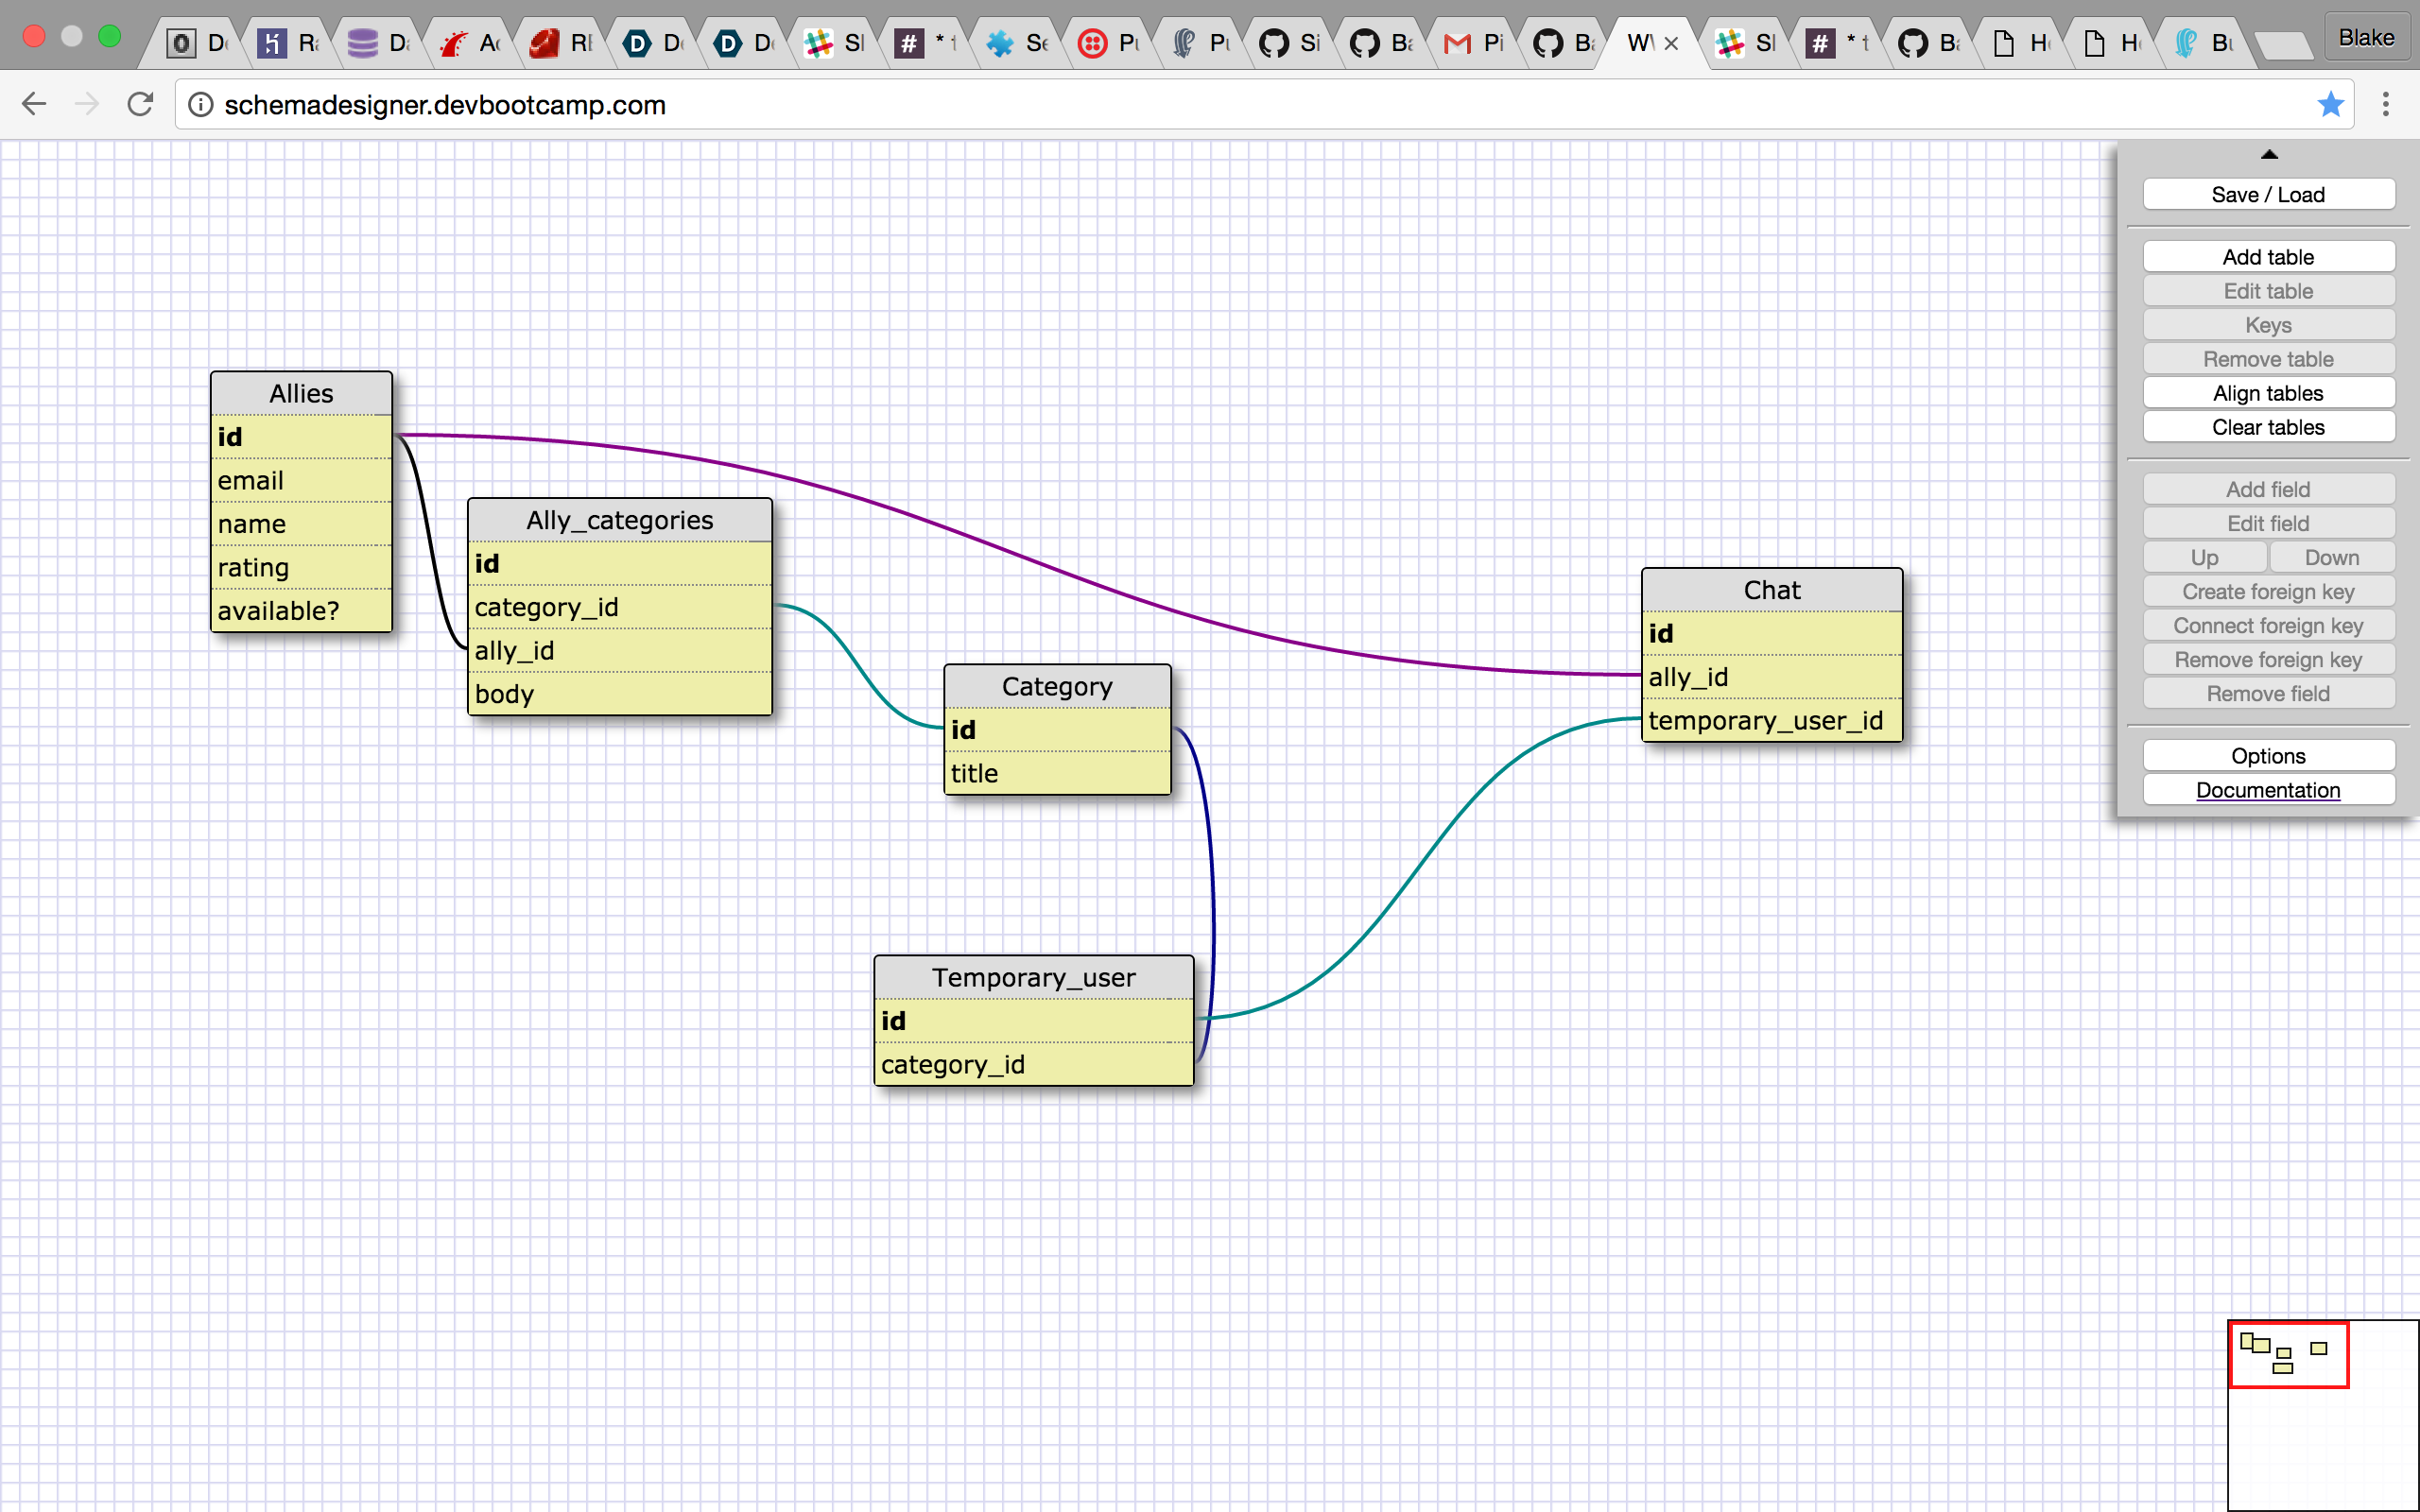 Blake
schemadesigner.devbootcamp.com
Save / Load
Add table
Edit table
Keys
Remove table
Align tables
Clear tables
Add field
Edit field
Up Down
Create foreign key
Connect foreign key
Remove foreign key
Remove field
Options
Documentation
Allies
id
email
name
rating
available?
Ally_categories
id
category_id
ally_id
body
Category
id
title
Temporary_user
id
category_id
Chat
id
ally_id
temporary_user_id